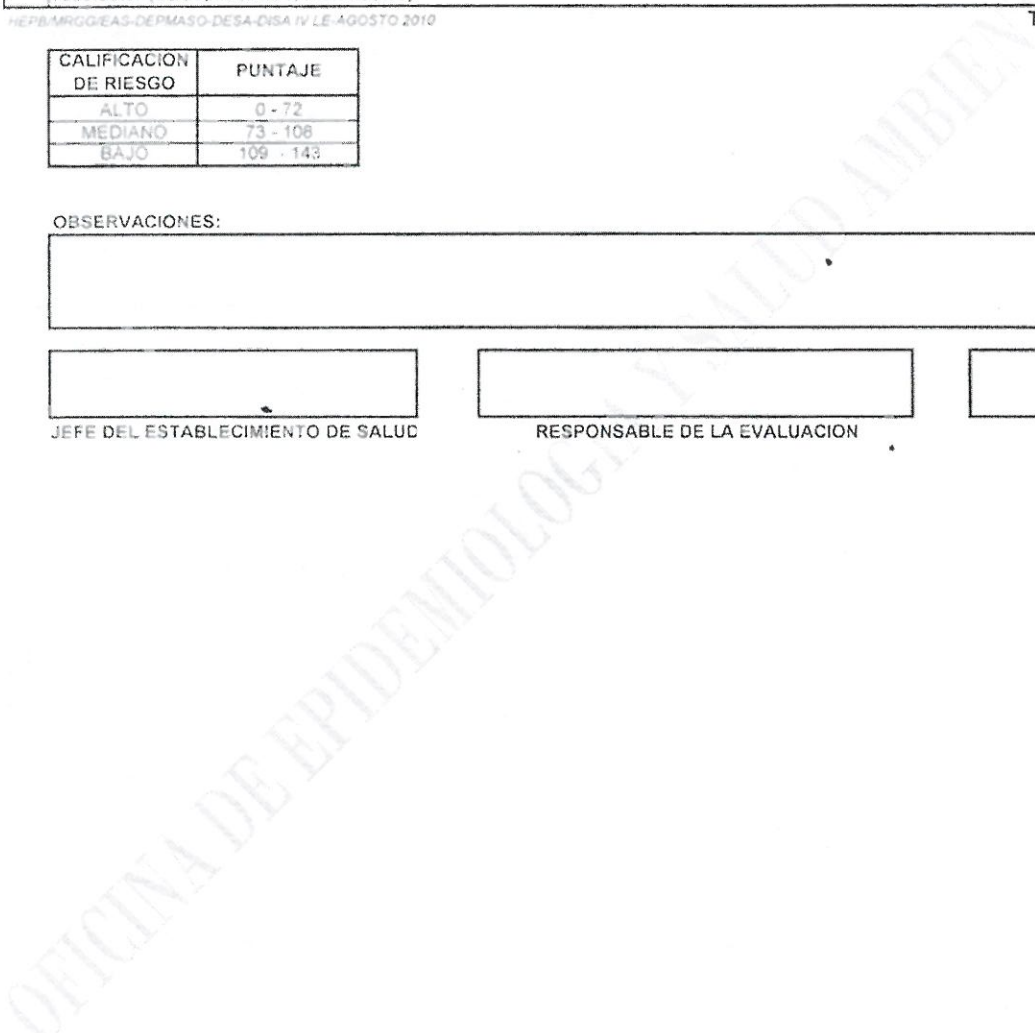 HEPB/MRGG/EAS-DEPMASO-DESA-DISA IV LE-AGOSTO 2010
CALIFICACION DE RIESGO PUNTAJE
ALTO 0 - 72
MEDIANO 73 - 108
BAJO 109 - 143
OBSERVACIONES:
JEFE DEL ESTABLECIMIENTO DE SALUD RESPONSABLE DE LA EVALUACION
OFICINA DE EPIDEMIOLOGIA Y SALUD AMBIEN